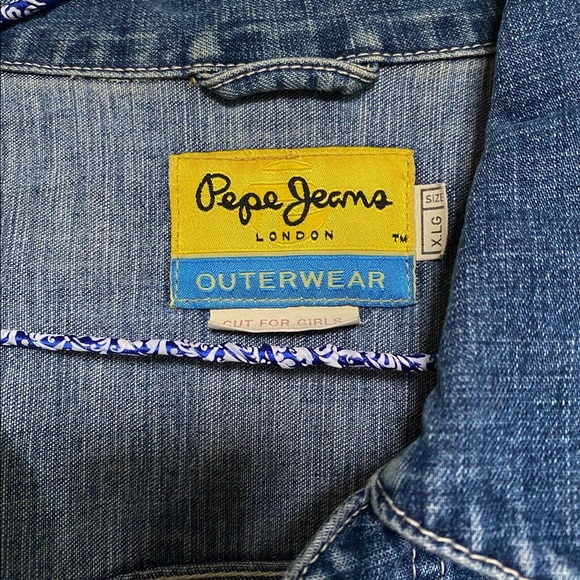 Pepe Jeans
LONDON
TM
OUTERWEAR
CUT FOR GIRLS
SIZE
X.LG